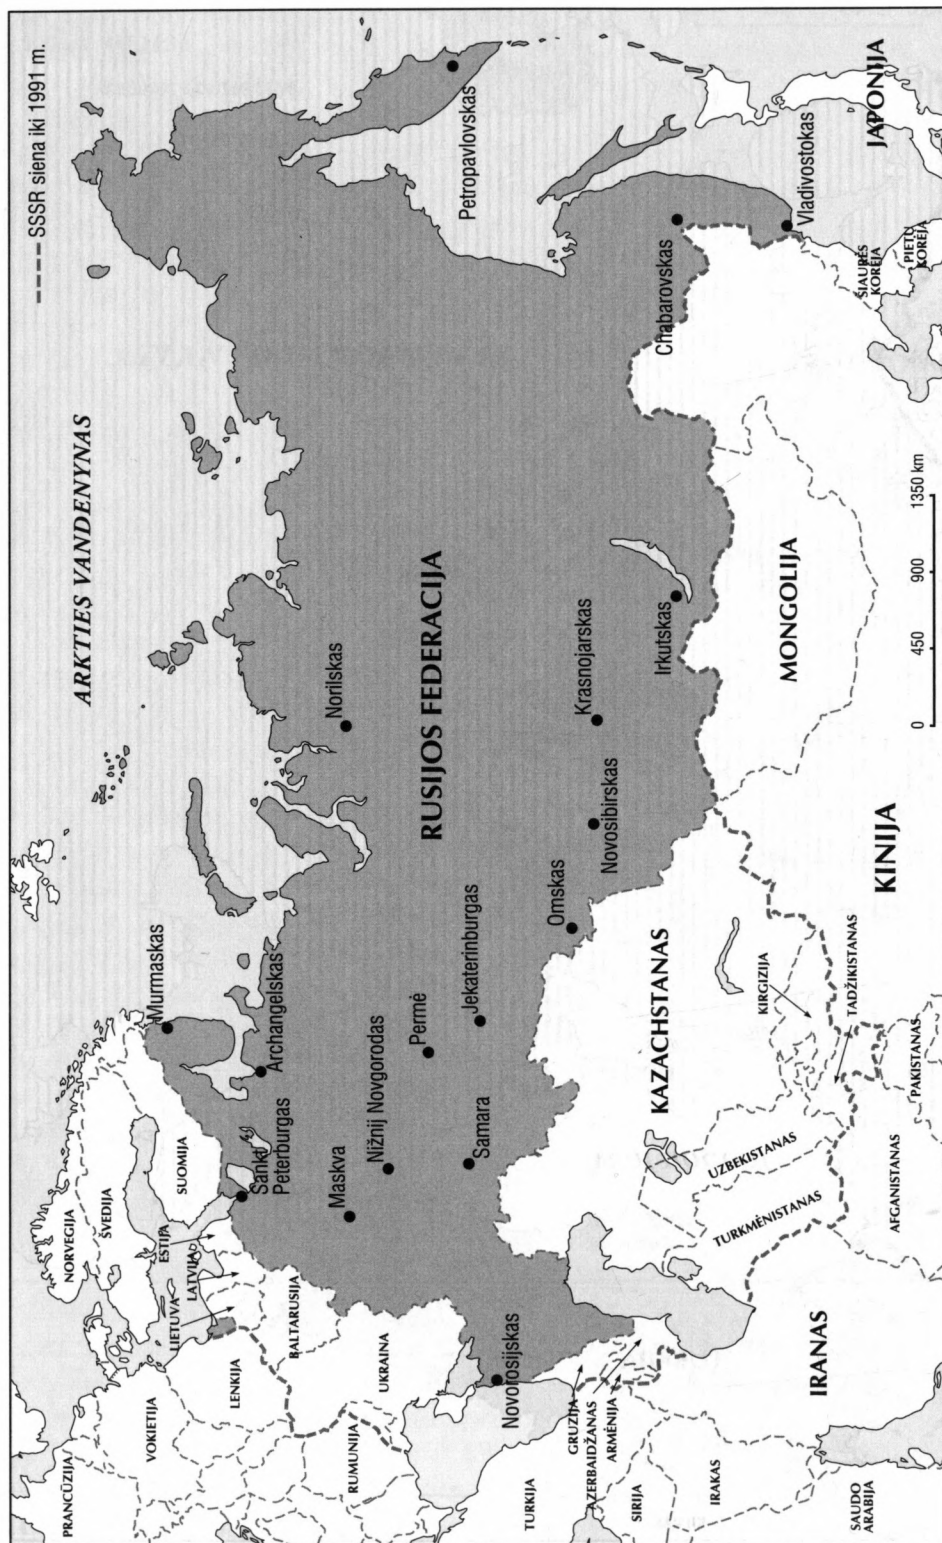 SSSR siena iki 1991 m.
ARKTIES VANDENYNAS
RUSIJOS FEDERACIJA
NORVEGIJA
ŠVEDIJA
SUOMIJA
ESTIJA
LATVIJA
LIETUVA
PRANCŪZIJA
VOKIETIJA
LENKIJA
BALTARUSIJA
UKRAINA
RUMUNIJA
Murmanskas
Archangelskas
Sankt
Peterburgas
Maskva
Nižnij Novgorodas
Permė
Jekaterinburgas
Samara
Novorosijskas
Norilskas
Omskas
Novosibirskas
Krasnojarskas
Irkutskas
Chabarovskas
Vladivostokas
Petropavlovskas
GRUZIJA
AZERBAIDŽANAS
ARMĖNIJA
TURKIJA
SIRIJA
IRAKAS
SAUDO
ARABIJA
IRANAS
KAZACHSTANAS
UZBEKISTANAS
TURKMĖNISTANAS
KIRGIZIJA
TADŽIKISTANAS
AFGANISTANAS
PAKISTANAS
KINIJA
MONGOLIJA
ŠIAURĖS
KORĖJA
PIETŲ
KORĖJA
JAPONIJA
0 450 900 1350 km